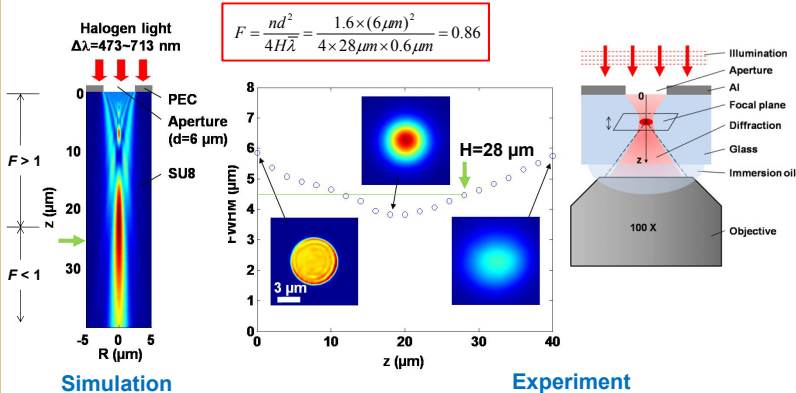 Halogen light
Δλ=473~713 nm
F = nd²/4Hλ̅ = 1.6×(6μm)²/4×28μm×0.6μm = 0.86
PEC
Aperture
(d=6 µm)
SU8
F > 1
F < 1
z (µm)
0
10
20
30
-5 0 5
R (µm)
Simulation
FWHM (µm)
8
7
6
5
4
3
2
1
0
H=28 µm
3 µm
0 10 20 30 40
z (µm)
Experiment
Illumination
Aperture
Al
Focal plane
Diffraction
Glass
Immersion oil
Objective
0
z
100 X